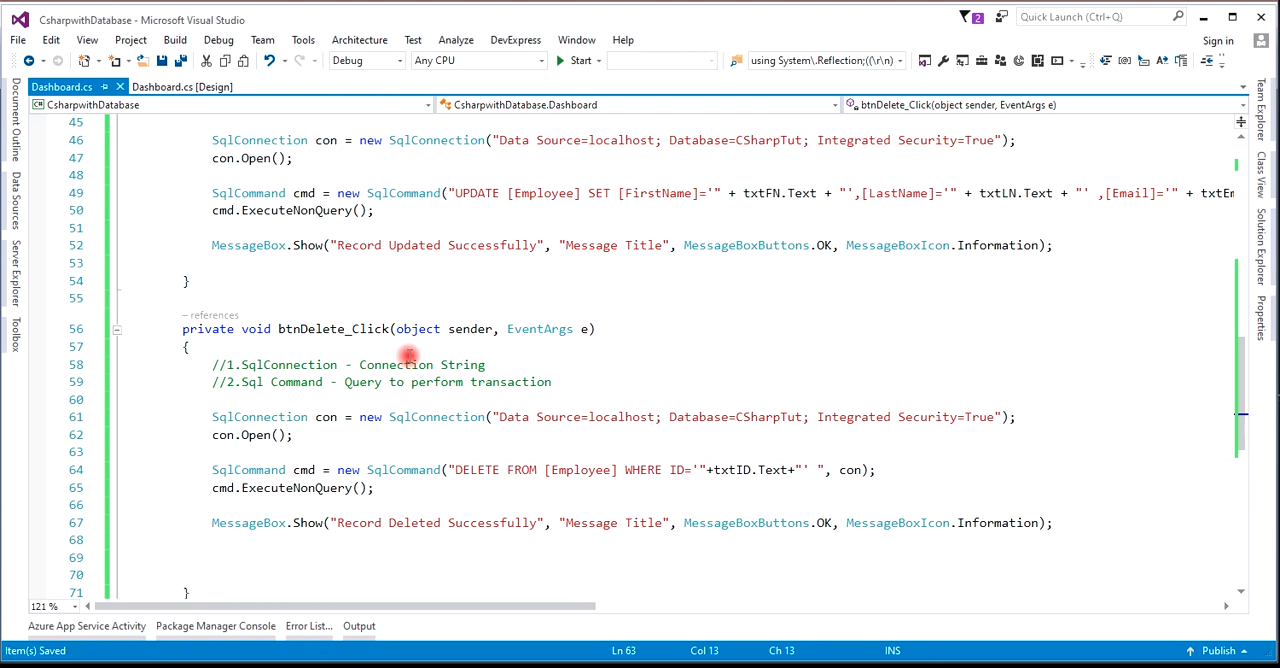 CsharpwithDatabase - Microsoft Visual Studio
2
Quick Launch (Ctrl+Q)
File Edit View Project Build Debug Team Tools Architecture Test Analyze DevExpress Window Help
Sign in
Debug Any CPU Start using System\.Reflection;((\r\n)
Dashboard.cs Dashboard.cs [Design]
CsharpwithDatabase CsharpwithDatabase.Dashboard btnDelete_Click(object sender, EventArgs e)
Document Outline
Data Sources
Server Explorer
Toolbox
Team Explorer
Class View
Solution Explorer
Properties
45
46 SqlConnection con = new SqlConnection("Data Source=localhost; Database=CSharpTut; Integrated Security=True");
47 con.Open();
48
49 SqlCommand cmd = new SqlCommand("UPDATE [Employee] SET [FirstName]='" + txtFN.Text + "',[LastName]='" + txtLN.Text + "' ,[Email]='" + txtEm
50 cmd.ExecuteNonQuery();
51
52 MessageBox.Show("Record Updated Successfully", "Message Title", MessageBoxButtons.OK, MessageBoxIcon.Information);
53
54 }
55
– references
56 private void btnDelete_Click(object sender, EventArgs e)
57 {
58 //1.SqlConnection - Connection String
59 //2.Sql Command - Query to perform transaction
60
61 SqlConnection con = new SqlConnection("Data Source=localhost; Database=CSharpTut; Integrated Security=True");
62 con.Open();
63
64 SqlCommand cmd = new SqlCommand("DELETE FROM [Employee] WHERE ID='"+txtID.Text+"' ", con);
65 cmd.ExecuteNonQuery();
66
67 MessageBox.Show("Record Deleted Successfully", "Message Title", MessageBoxButtons.OK, MessageBoxIcon.Information);
68
69
70
71 }
121 %
Azure App Service Activity Package Manager Console Error List... Output
Item(s) Saved Ln 63 Col 13 Ch 13 INS Publish